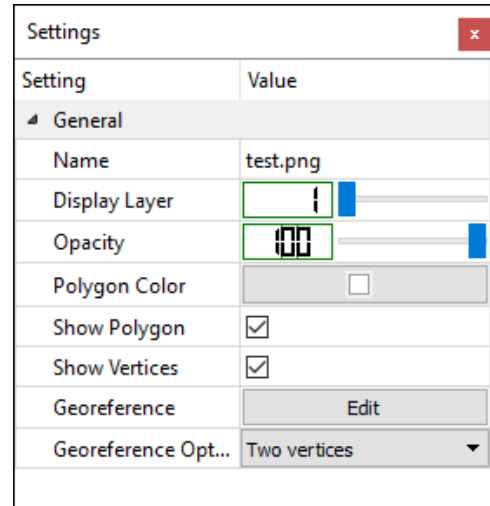 Settings
x
Setting Value
General
Name test.png
Display Layer 1
Opacity 100
Polygon Color
Show Polygon
Show Vertices
Georeference Edit
Georeference Opt... Two vertices